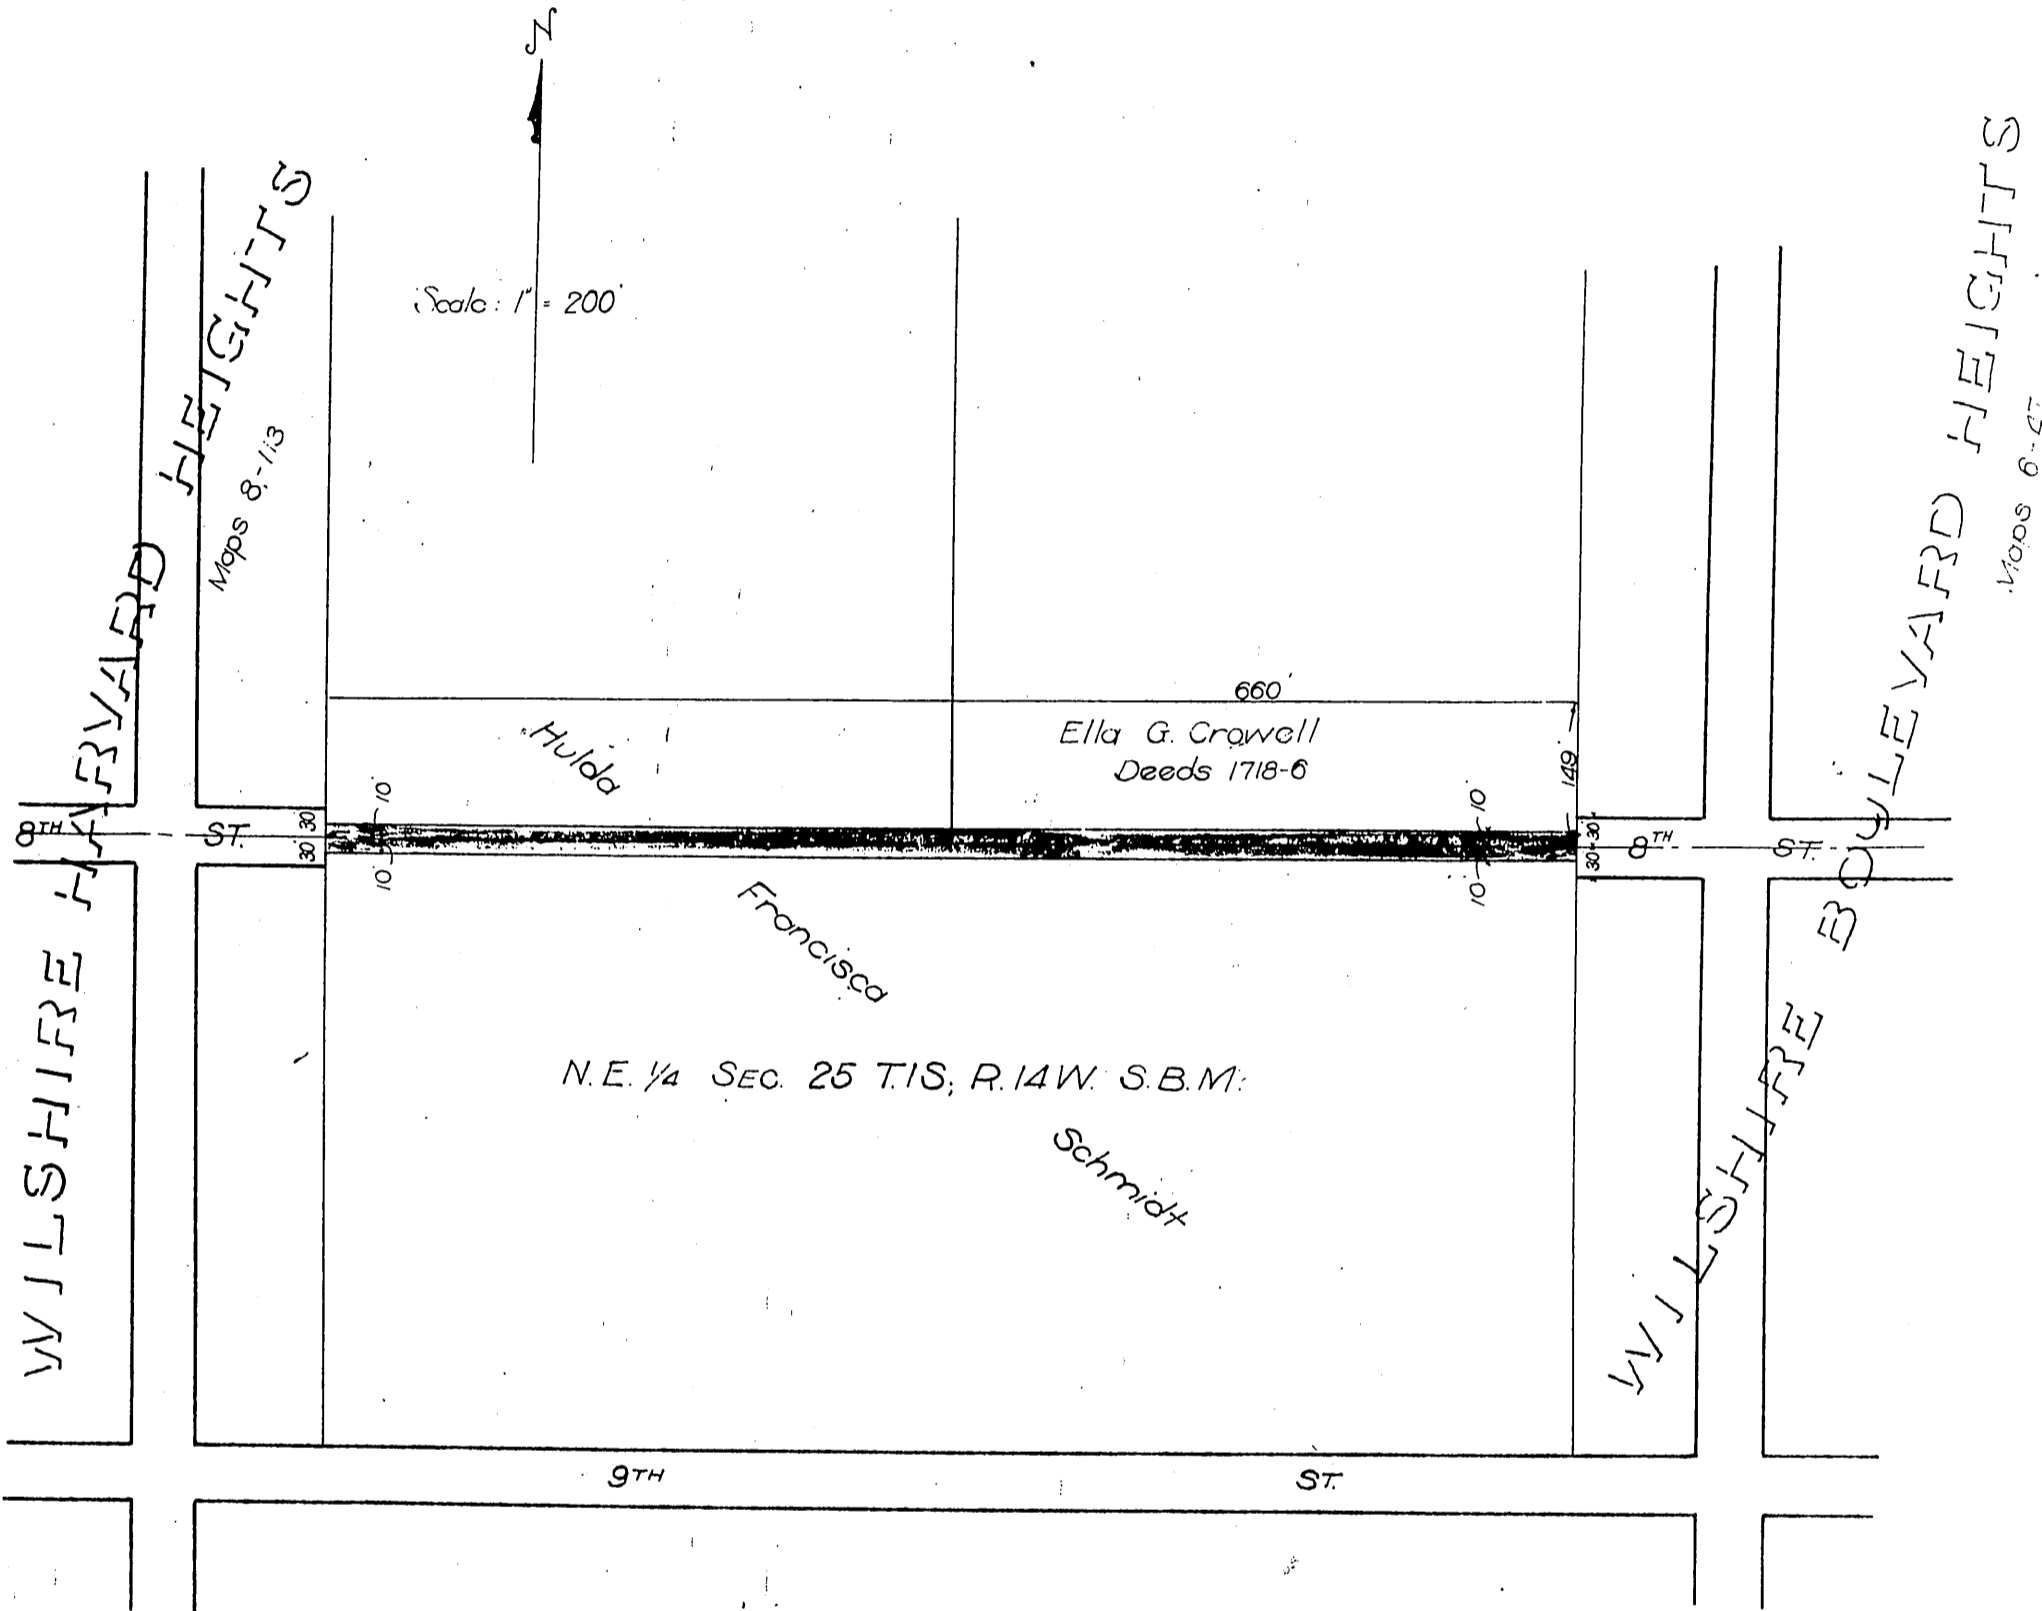 N
Scale: 1" = 200'
WILSHIRE HARVARD HEIGHTS
Maps 8-113
WILSHIRE BOULEVARD HEIGHTS
Maps 6-
660'
Hulda
Ella G. Crowell
Deeds 1718-6
149'
10'
10'
10'
10'
30'
30'
30'
30'
8TH ST.
8TH ST.
Francisca
N.E. 1/4 SEC. 25 T.1S; R.14W. S.B.M.
Schmidt
9TH ST.